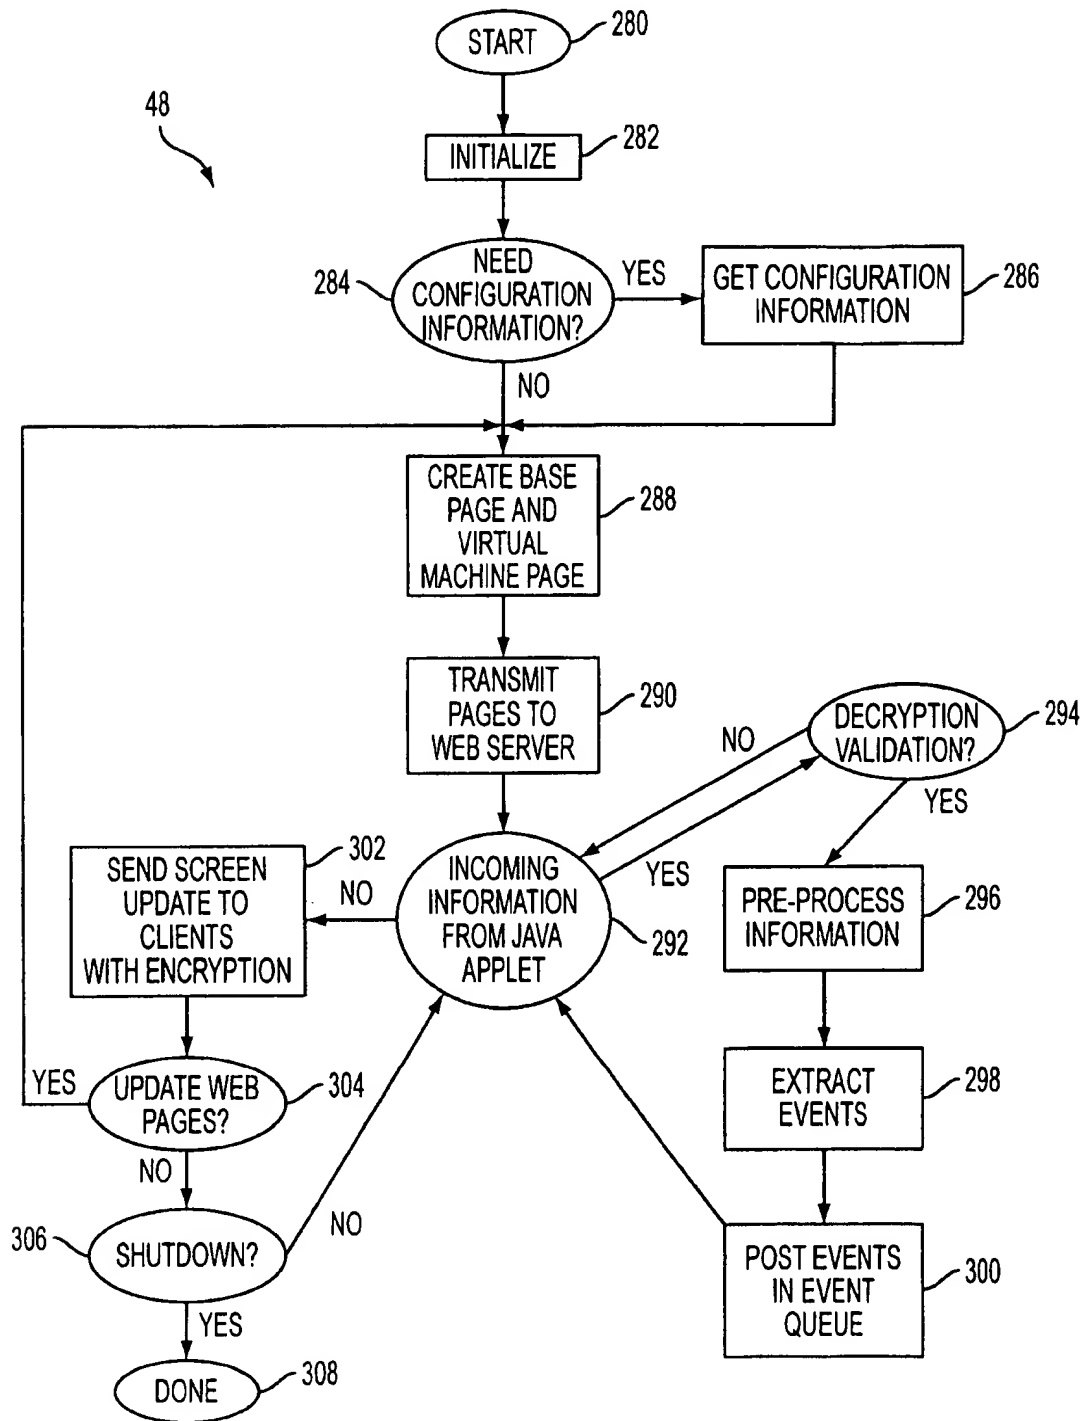 START
280
48
INITIALIZE
282
284
NEED
CONFIGURATION
INFORMATION?
YES
GET CONFIGURATION
INFORMATION
286
NO
CREATE BASE
PAGE AND
VIRTUAL
MACHINE PAGE
288
TRANSMIT
PAGES TO
WEB SERVER
290
DECRYPTION
VALIDATION?
294
NO
YES
YES
302
SEND SCREEN
UPDATE TO
CLIENTS
WITH ENCRYPTION
NO
INCOMING
INFORMATION
FROM JAVA
APPLET
292
PRE-PROCESS
INFORMATION
296
YES
UPDATE WEB
PAGES?
304
EXTRACT
EVENTS
298
NO
306
SHUTDOWN?
NO
POST EVENTS
IN EVENT
QUEUE
300
YES
DONE
308